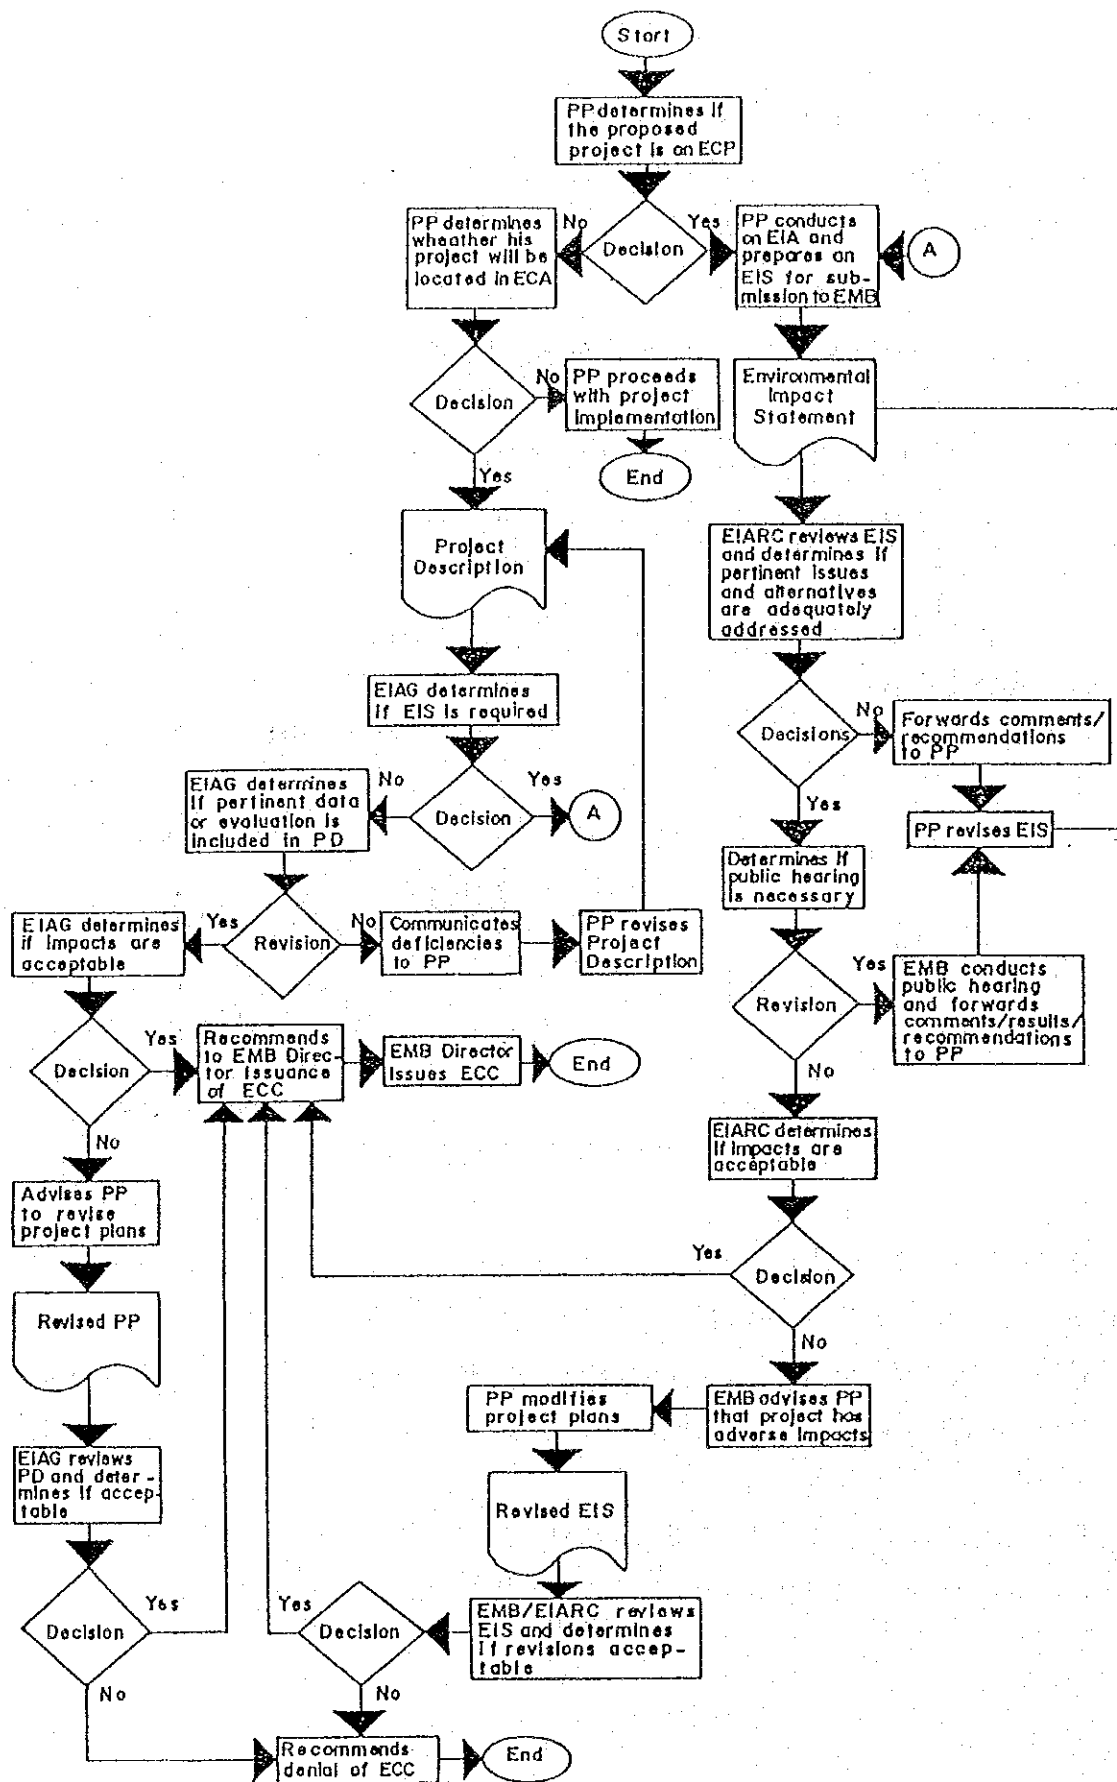 Start
PP determines if
the proposed
project is an ECP
Decision
No
Yes
PP determines
wheather his
project will be
located in ECA
PP conducts
an EIA and
prepares an
EIS for sub-
mission to EMB
A
Decision
No
PP proceeds
with project
Implementation
End
Yes
Environmental
Impact
Statement
Project
Description
EIARC reviews EIS
and determines if
pertinent issues
and alternatives
are adequately
addressed
EIAG determines
if EIS is required
Decisions
No
Forwards comments/
recommendations
to PP
Yes
PP revises EIS
EIAG determines
if pertinent data
or evaluation is
included in PD
No
Decision
Yes
A
Determines if
public hearing
is necessary
EIAG determines
if impacts are
acceptable
Yes
Revision
No
Communicates
deficiencies
to PP
PP revises
Project
Description
Revision
Yes
EMB conducts
public hearing
and forwards
comments/results/
recommendations
to PP
No
Decision
Yes
Recommends
to EMB Direc-
tor Issuance
of ECC
EMB Director
Issues ECC
End
No
EIARC determines
if impacts are
acceptable
Advises PP
to revise
project plans
Yes
Decision
No
Revised PP
PP modifies
project plans
EMB advises PP
that project has
adverse impacts
EIAG reviews
PD and deter-
mines if accep-
table
Revised EIS
Decision
Yes
No
Yes
Decision
No
EMB/EIARC reviews
EIS and determines
if revisions accep-
table
Recommends
denial of ECC
End